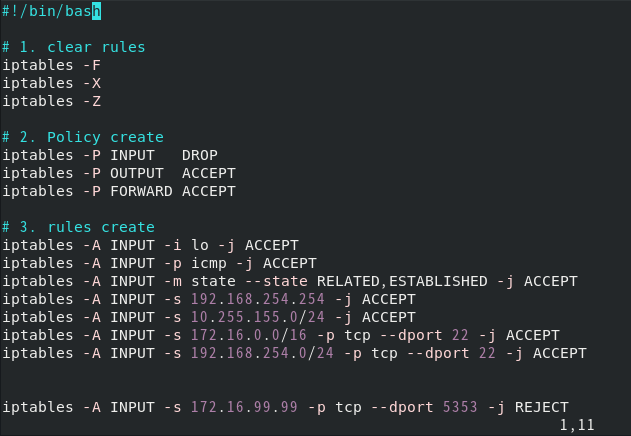 #!/bin/bash
# 1. clear rules
iptables -F
iptables -X
iptables -Z
# 2. Policy create
iptables -P INPUT   DROP
iptables -P OUTPUT  ACCEPT
iptables -P FORWARD ACCEPT
# 3. rules create
iptables -A INPUT -i lo -j ACCEPT
iptables -A INPUT -p icmp -j ACCEPT
iptables -A INPUT -m state --state RELATED,ESTABLISHED -j ACCEPT
iptables -A INPUT -s 192.168.254.254 -j ACCEPT
iptables -A INPUT -s 10.255.155.0/24 -j ACCEPT
iptables -A INPUT -s 172.16.0.0/16 -p tcp --dport 22 -j ACCEPT
iptables -A INPUT -s 192.168.254.0/24 -p tcp --dport 22 -j ACCEPT
iptables -A INPUT -s 172.16.99.99 -p tcp --dport 5353 -j REJECT
1,11